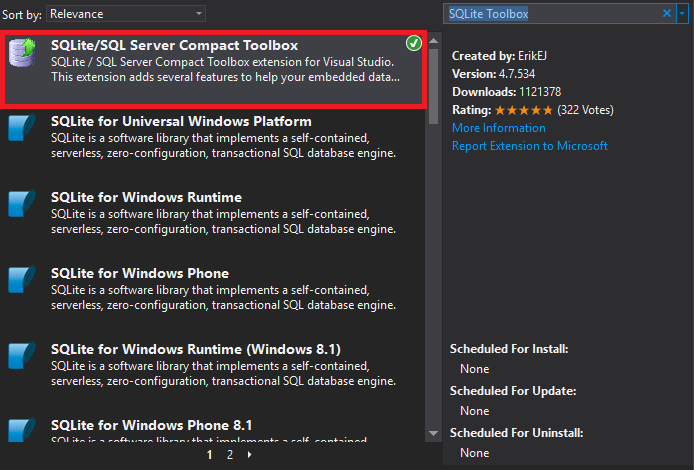 Sort by: Relevance
SQLite Toolbox
SQLite/SQL Server Compact Toolbox
SQLite / SQL Server Compact Toolbox extension for Visual Studio.
This extension adds several features to help your embedded data...
SQLite for Universal Windows Platform
SQLite is a software library that implements a self-contained,
serverless, zero-configuration, transactional SQL database engine.
SQLite for Windows Runtime
SQLite is a software library that implements a self-contained,
serverless, zero-configuration, transactional SQL database engine.
SQLite for Windows Phone
SQLite is a software library that implements a self-contained,
serverless, zero-configuration, transactional SQL database engine.
SQLite for Windows Runtime (Windows 8.1)
SQLite is a software library that implements a self-contained,
serverless, zero-configuration, transactional SQL database engine.
SQLite for Windows Phone 8.1
SQLite is a software library that implements a self-contained,
1 2
Created by: ErikEJ
Version: 4.7.534
Downloads: 1121378
Rating: (322 Votes)
More Information
Report Extension to Microsoft
Scheduled For Install:
None
Scheduled For Update:
None
Scheduled For Uninstall:
None